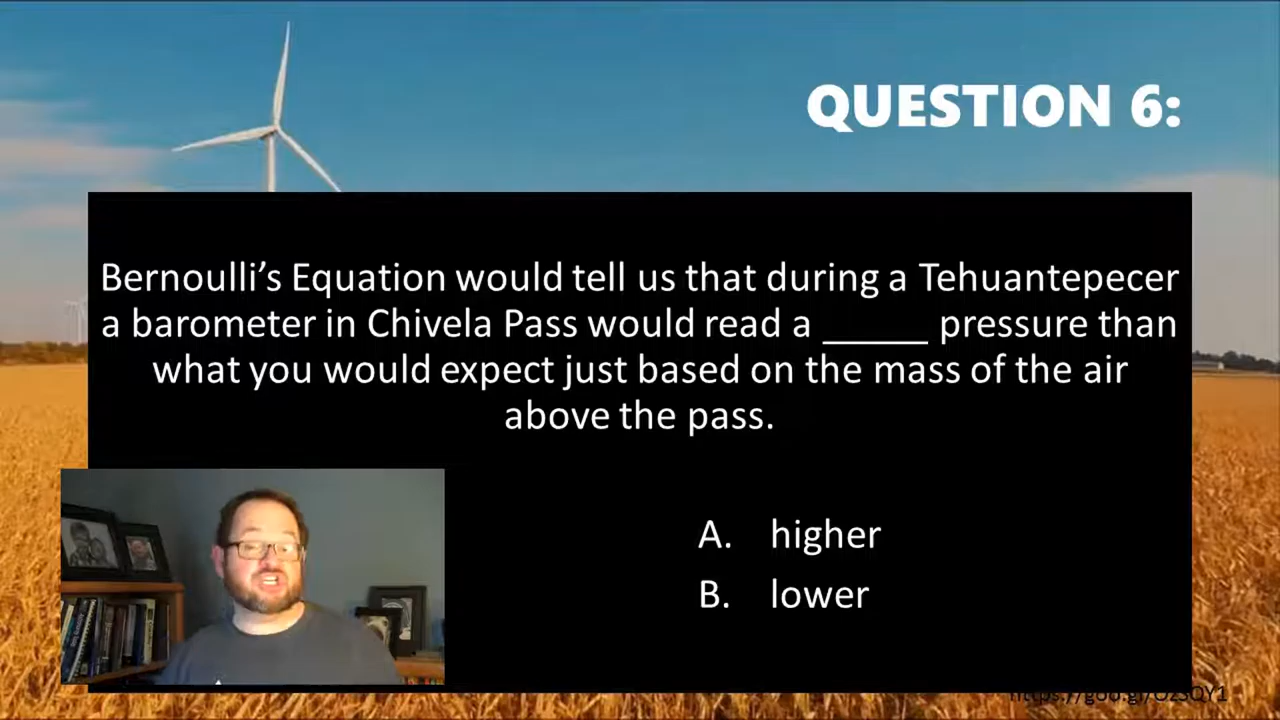 QUESTION 6:
Bernoulli's Equation would tell us that during a Tehuantepecer
a barometer in Chivela Pass would read a _____ pressure than
what you would expect just based on the mass of the air
above the pass.
A. higher
B. lower